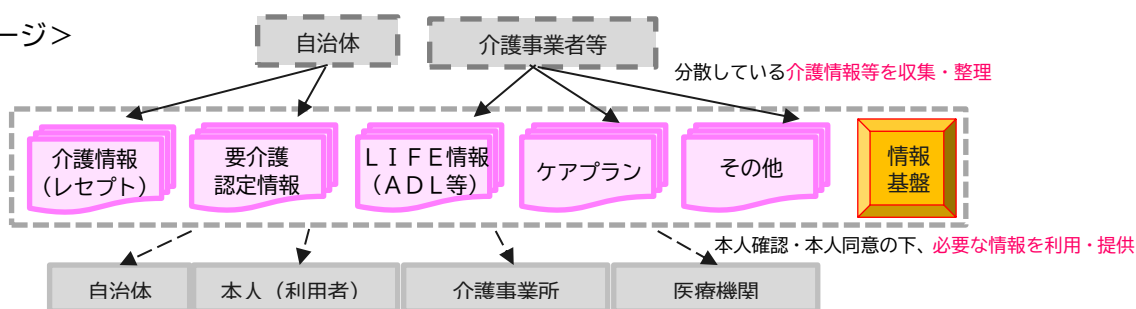 ージ＞
自治体
介護事業者等
分散している介護情報等を収集・整理
介護情報
（レセプト）
要介護
認定情報
ＬＩＦＥ情報
（ＡＤＬ等）
ケアプラン
その他
情報
基盤
本人確認・本人同意の下、必要な情報を利用・提供
自治体
本人（利用者）
介護事業所
医療機関